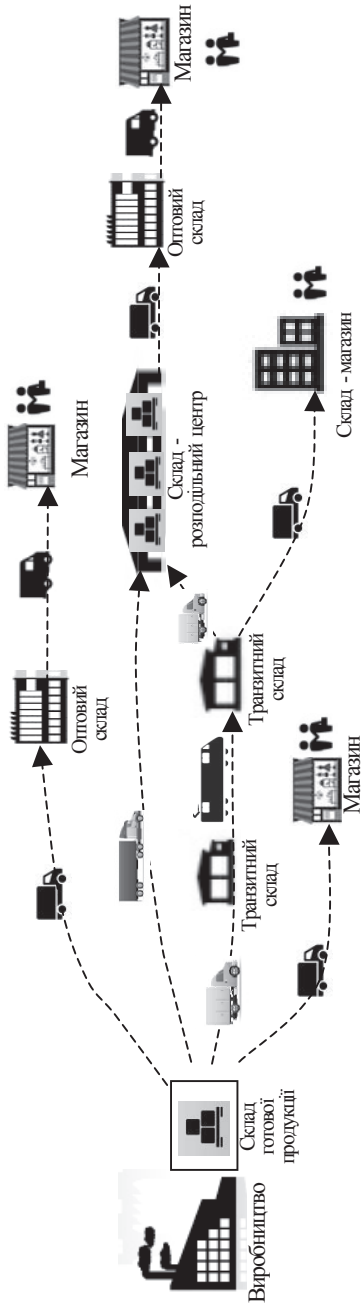 Виробництво
Склад
готової
продукції
Оптовий
склад
Магазин
Транзитний
склад
Транзитний
склад
Магазин
Склад -
розподільний центр
Оптовий
склад
Магазин
Склад - магазин